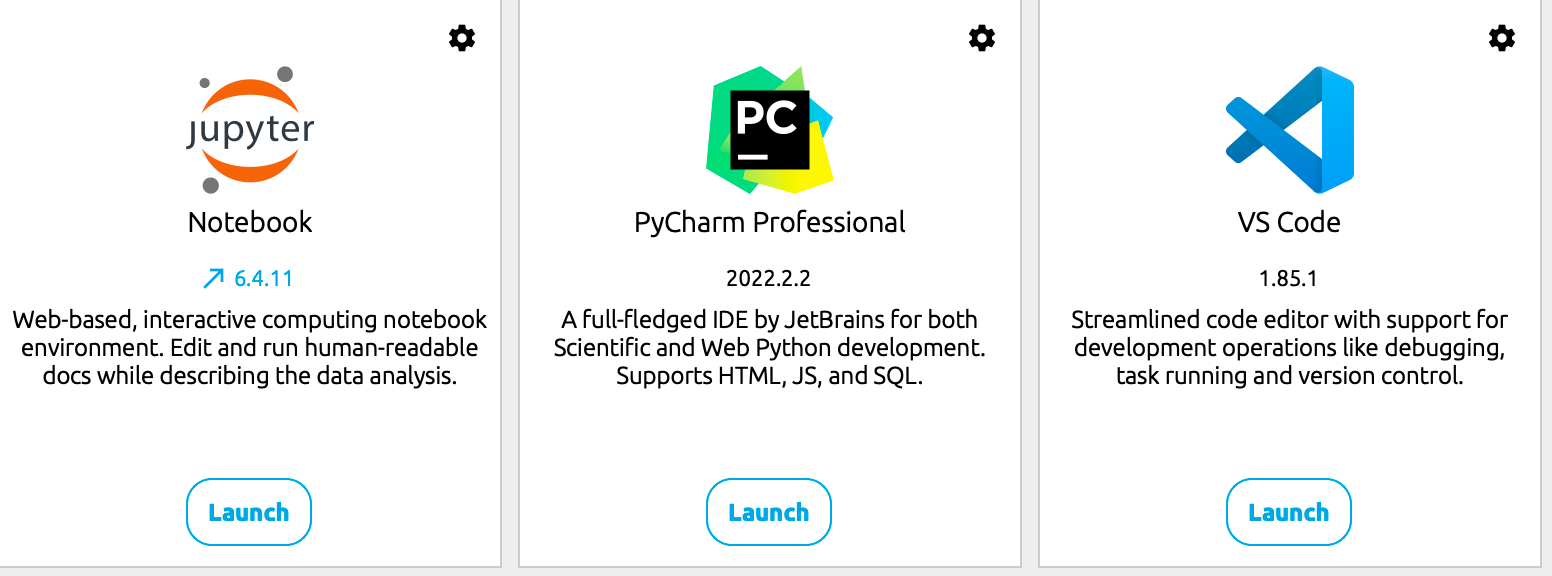 jupyter
Notebook
6.4.11
Web-based, interactive computing notebook
environment. Edit and run human-readable
docs while describing the data analysis.
Launch
PC
PyCharm Professional
2022.2.2
A full-fledged IDE by JetBrains for both
Scientific and Web Python development.
Supports HTML, JS, and SQL.
Launch
VS Code
1.85.1
Streamlined code editor with support for
development operations like debugging,
task running and version control.
Launch